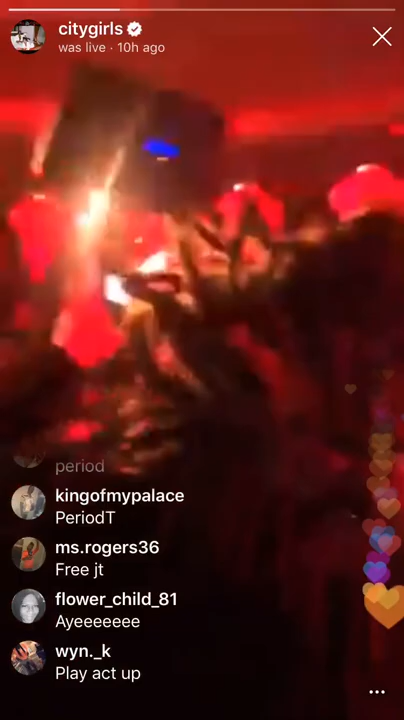 citygirls
was live · 10h ago
period
kingofmypalace
PeriodT
ms.rogers36
Free jt
flower_child_81
Ayeeeeeee
wyn._k
Play act up